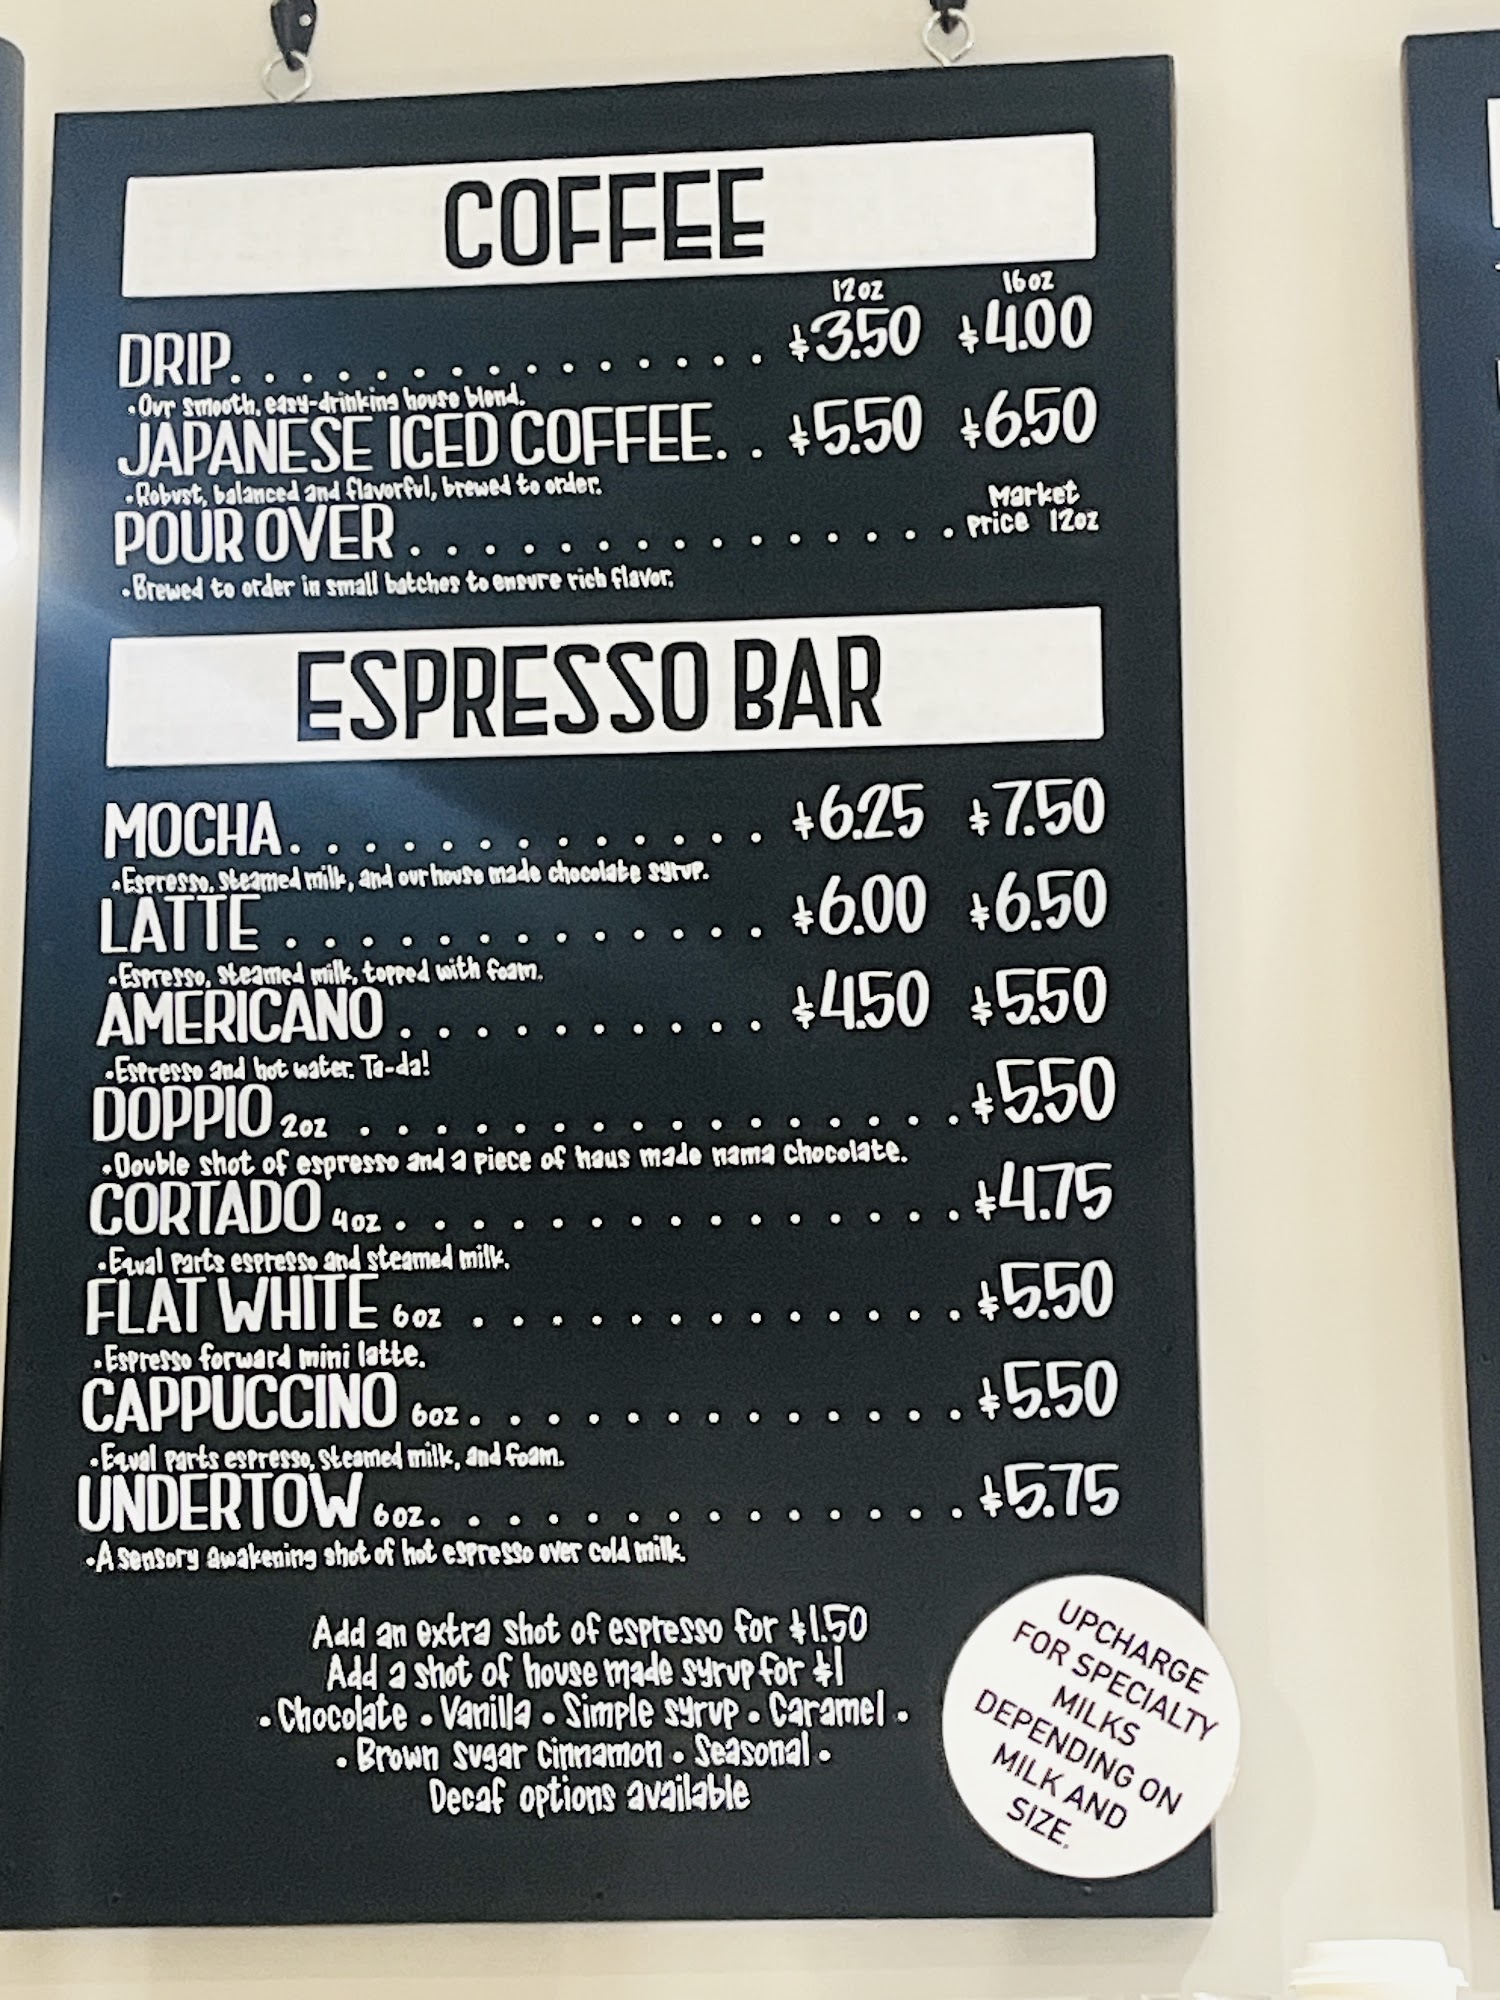 COFFEE
12oz 16oz
DRIP. . . . . . . . . . . . . . . $3.50 $4.00
•Our smooth, easy-drinking house blend.
JAPANESE ICED COFFEE. . $5.50 $6.50
•Robust, balanced and flavorful, brewed to order.
Market
POUR OVER . . . . . . . . . . . . . . . Price 12oz
•Brewed to order in small batches to ensure rich flavor.
ESPRESSO BAR
MOCHA. . . . . . . . . . . . . $6.25 $7.50
•Espresso, steamed milk, and our house made chocolate syrup.
LATTE . . . . . . . . . . . . . $6.00 $6.50
•Espresso, steamed milk, topped with foam.
AMERICANO . . . . . . . . . . $4.50 $5.50
•Espresso and hot water. Ta-da!
DOPPIO 2oz . . . . . . . . . . . . . . . . $5.50
•Double shot of espresso and a piece of haus made nama chocolate.
CORTADO 4oz . . . . . . . . . . . . . . . $4.75
•Equal parts espresso and steamed milk.
FLAT WHITE 6oz . . . . . . . . . . . . $5.50
•Espresso forward mini latte.
CAPPUCCINO 6oz. . . . . . . . . . . . . $5.50
•Equal parts espresso, steamed milk, and foam.
UNDERTOW 6oz. . . . . . . . . . . . . . $5.75
•A sensory awakening shot of hot espresso over cold milk.
Add an extra shot of espresso for $1.50
Add a shot of house made syrup for $1
• Chocolate • Vanilla • Simple syrup • Caramel •
• Brown sugar Cinnamon • Seasonal •
Decaf options available
UPCHARGE
FOR SPECIALTY
MILKS
DEPENDING ON
MILK AND
SIZE.